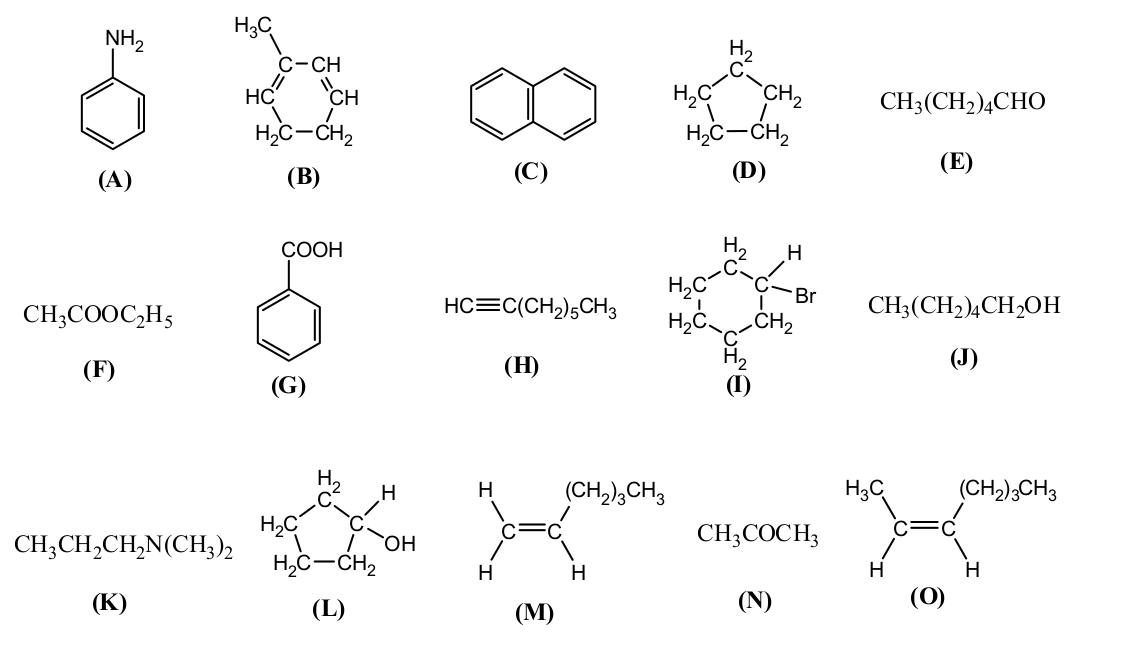 NH2
(A)
H3C
C CH
HC CH
H2C CH2
(B)
(C)
H2
C
H2C CH2
H2C CH2
(D)
CH3(CH2)4CHO
(E)
CH3COOC2H5
(F)
COOH
(G)
HC≡C(CH2)5CH3
(H)
H2
C H
H2C C Br
H2C CH2
C
H2
(I)
CH3(CH2)4CH2OH
(J)
CH3CH2CH2N(CH3)2
(K)
H2
C H
H2C C OH
H2C CH2
(L)
H (CH2)3CH3
C=C
H H
(M)
CH3COCH3
(N)
H3C (CH2)3CH3
C=C
H H
(O)